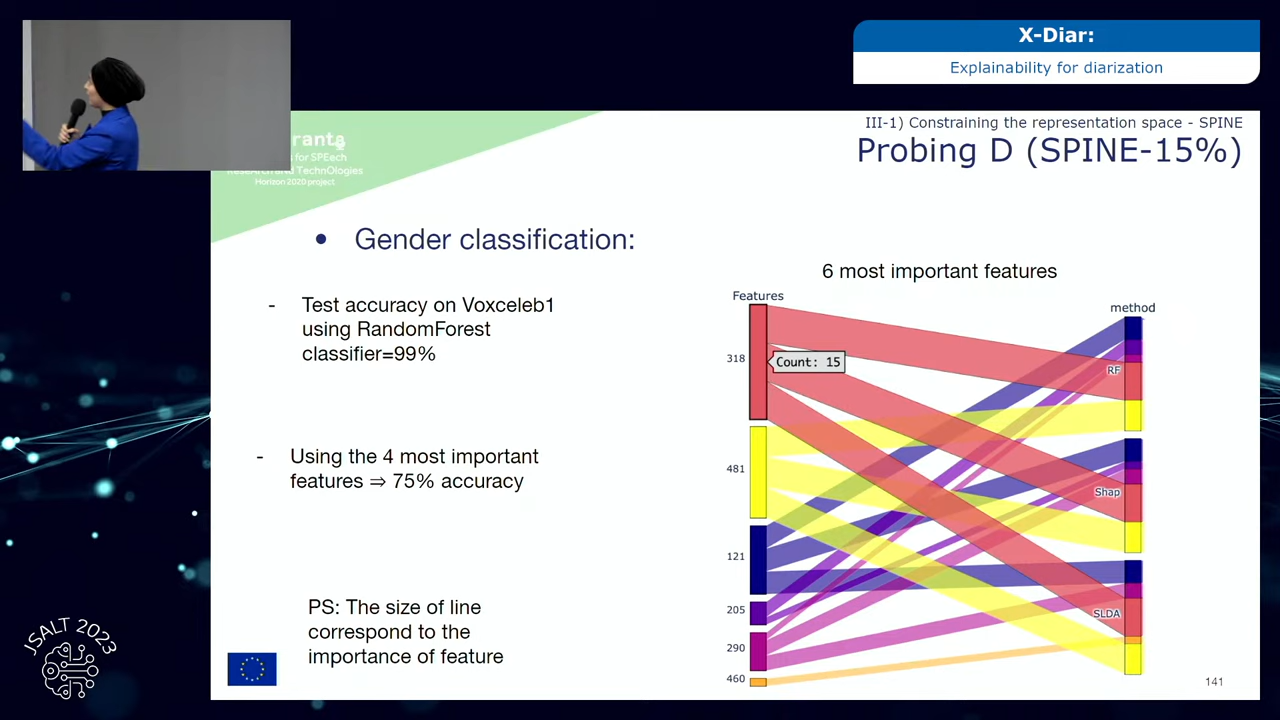 X-Diar:
Explainability for diarization
III-1) Constraining the representation space - SPINE
Probing D (SPINE-15%)
for SPEech
TechnOlogies
Horizon 2020 project
• Gender classification:
- Test accuracy on Voxceleb1
using RandomForest
classifier=99%
- Using the 4 most important
features ⇒ 75% accuracy
PS: The size of line
correspond to the
importance of feature
6 most important features
Features
method
318
Count: 15
RF
481
Shap
121
205
SLDA
290
460
JSALT 2023
141